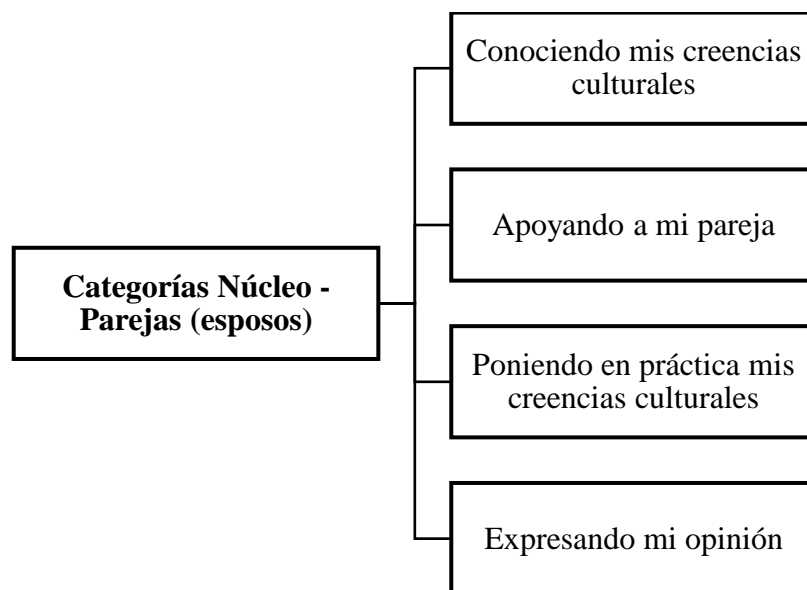 Conociendo mis creencias
culturales
Apoyando a mi pareja
Categorías Núcleo -
Parejas (esposos)
Poniendo en práctica mis
creencias culturales
Expresando mi opinión